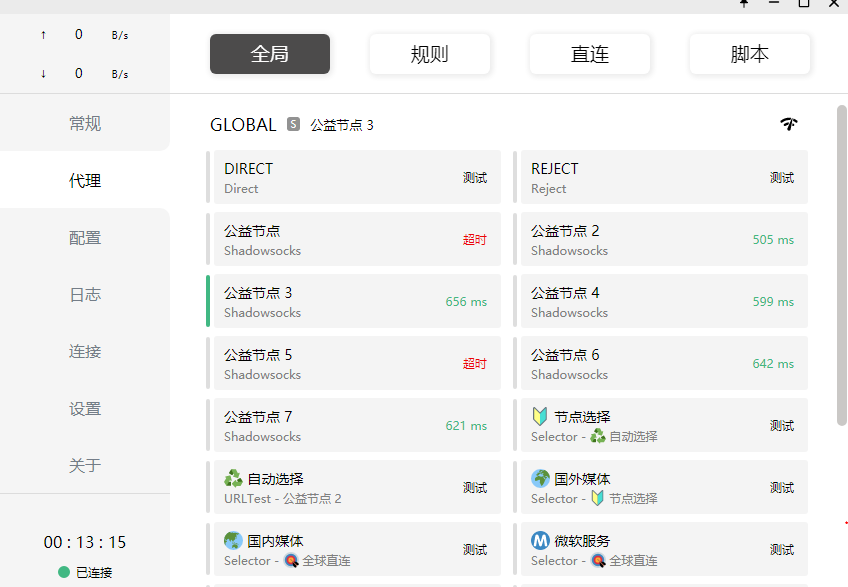 ↑ 0 B/s
↓ 0 B/s
常规
代理
配置
日志
连接
设置
关于
00 : 13 : 15
已连接
全局 规则 直连 脚本
GLOBAL S 公益节点 3
DIRECT
Direct
测试
REJECT
Reject
测试
公益节点
Shadowsocks
超时
公益节点 2
Shadowsocks
505 ms
公益节点 3
Shadowsocks
656 ms
公益节点 4
Shadowsocks
599 ms
公益节点 5
Shadowsocks
超时
公益节点 6
Shadowsocks
642 ms
公益节点 7
Shadowsocks
621 ms
🔰 节点选择
Selector - ♻️ 自动选择
测试
♻️ 自动选择
URLTest - 公益节点 2
测试
🌍 国外媒体
Selector - 🔰 节点选择
测试
🌏 国内媒体
Selector - 🎯 全球直连
测试
Ⓜ️ 微软服务
Selector - 🎯 全球直连
测试